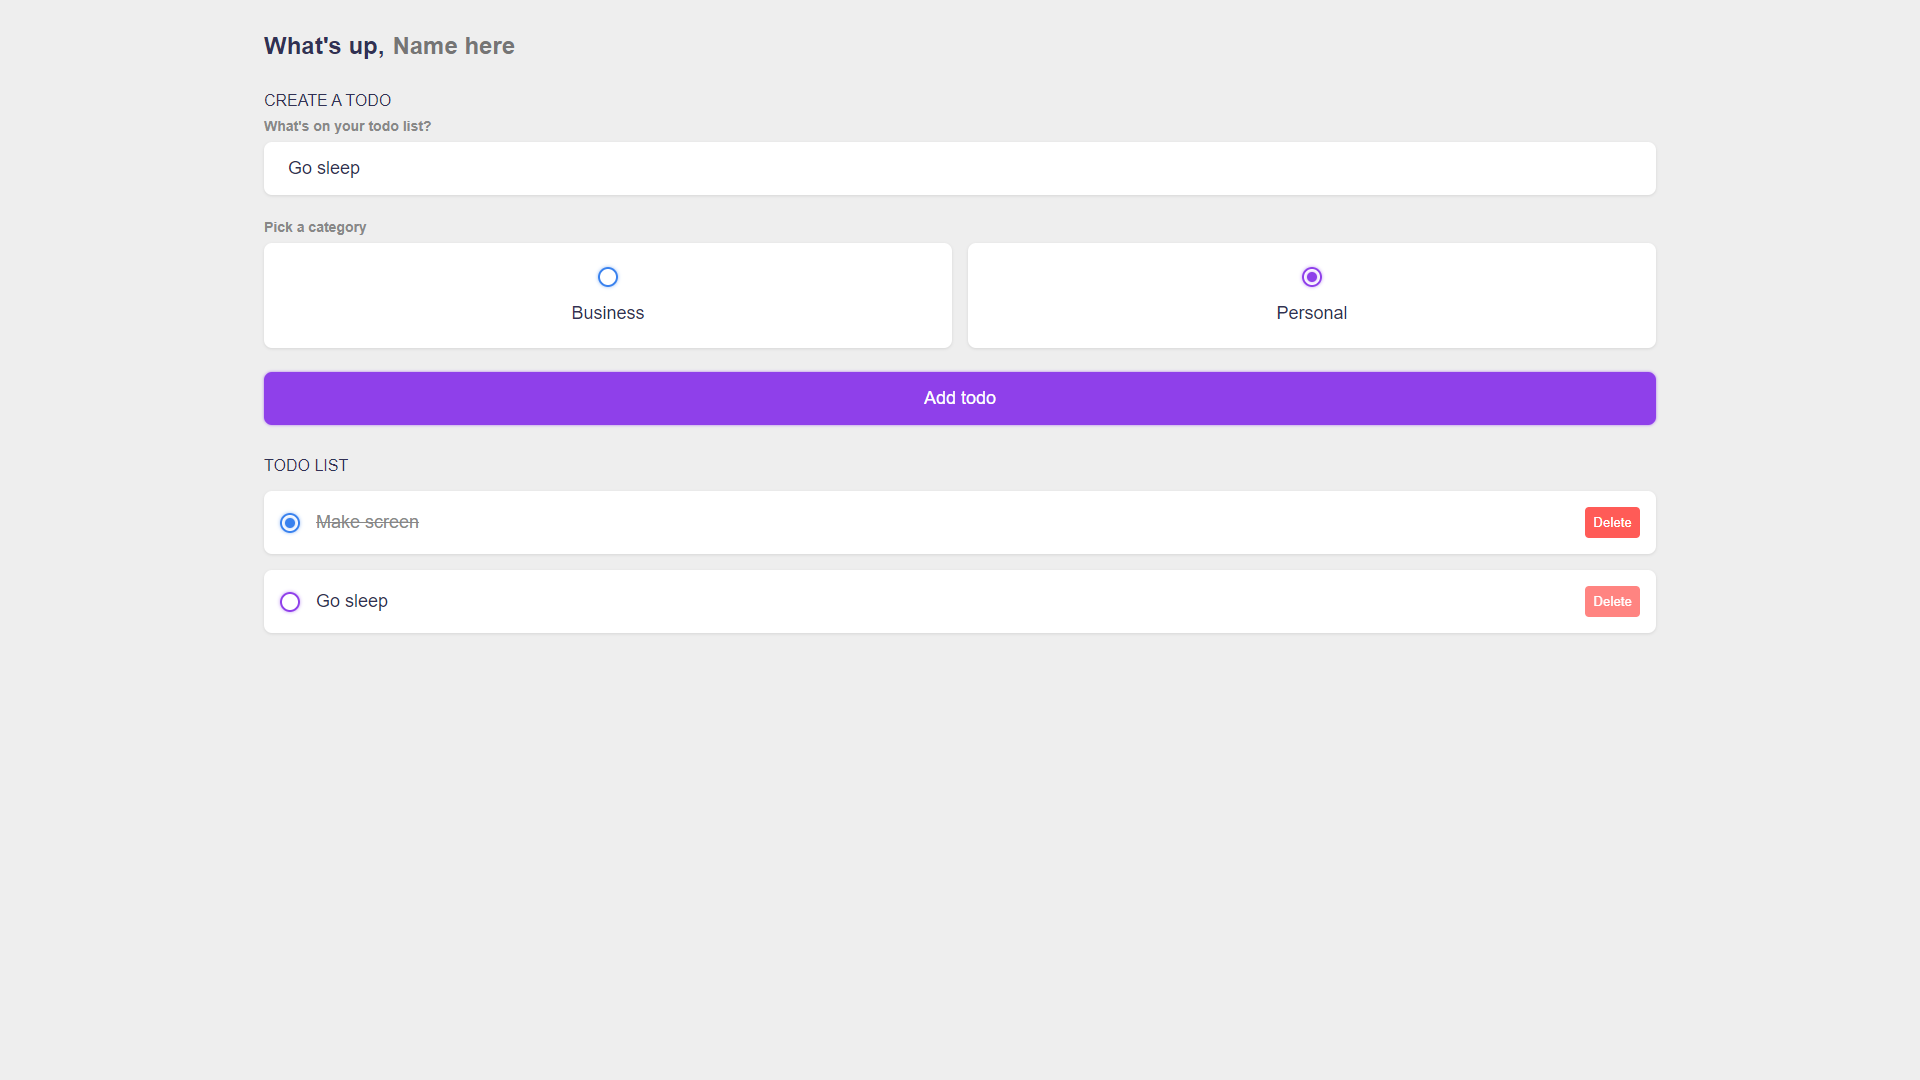 What's up, Name here
CREATE A TODO
What's on your todo list?
Go sleep
Pick a category
Business
Personal
Add todo
TODO LIST
Make screen
Delete
Go sleep
Delete